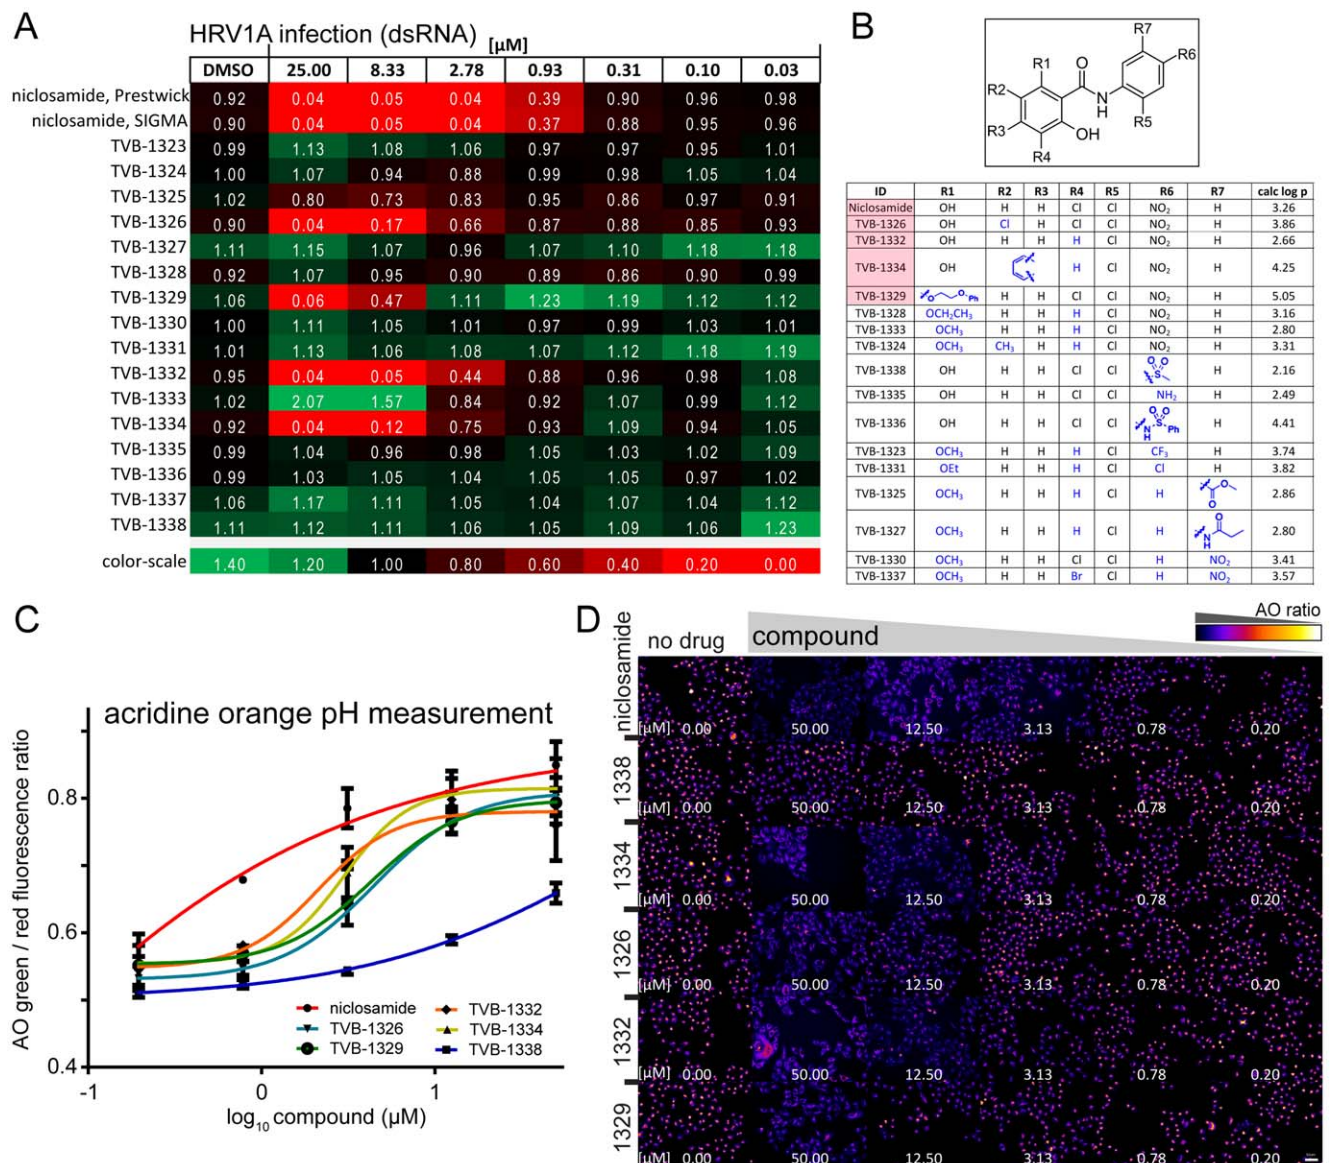 A
HRV1A infection (dsRNA) [μM]
DMSO 25.00 8.33 2.78 0.93 0.31 0.10 0.03
niclosamide, Prestwick 0.92 0.04 0.05 0.04 0.39 0.90 0.96 0.98
niclosamide, SIGMA 0.90 0.04 0.05 0.04 0.37 0.88 0.95 0.96
TVB-1323 0.99 1.13 1.08 1.06 0.97 0.97 0.95 1.01
TVB-1324 1.00 1.07 0.94 0.88 0.99 0.98 1.05 1.04
TVB-1325 1.02 0.80 0.73 0.83 0.95 0.86 0.97 0.91
TVB-1326 0.90 0.04 0.17 0.66 0.87 0.88 0.85 0.93
TVB-1327 1.11 1.15 1.07 0.96 1.07 1.10 1.18 1.18
TVB-1328 0.92 1.07 0.95 0.90 0.89 0.86 0.90 0.99
TVB-1329 1.06 0.06 0.47 1.11 1.23 1.19 1.12 1.12
TVB-1330 1.00 1.11 1.05 1.01 0.97 0.99 1.03 1.01
TVB-1331 1.01 1.13 1.06 1.08 1.07 1.12 1.18 1.19
TVB-1332 0.95 0.04 0.05 0.44 0.88 0.96 0.98 1.08
TVB-1333 1.02 2.07 1.57 0.84 0.92 1.07 0.99 1.12
TVB-1334 0.92 0.04 0.12 0.75 0.93 1.09 0.94 1.05
TVB-1335 0.99 1.04 0.96 0.98 1.05 1.03 1.02 1.09
TVB-1336 0.99 1.03 1.05 1.04 1.05 1.05 0.97 1.02
TVB-1337 1.06 1.17 1.11 1.05 1.04 1.07 1.04 1.12
TVB-1338 1.11 1.12 1.11 1.06 1.05 1.09 1.06 1.23
color-scale 1.40 1.20 1.00 0.80 0.60 0.40 0.20 0.00
B
R7
R6
R1 O
R2
N
H
R3 OH R5
R4
ID R1 R2 R3 R4 R5 R6 R7 calc log p
Niclosamide OH H H Cl Cl NO2 H 3.26
TVB-1326 OH Cl H Cl Cl NO2 H 3.86
TVB-1332 OH H H H Cl NO2 H 2.66
TVB-1334 OH H Cl NO2 H 4.25
TVB-1329 O O Ph H H Cl Cl NO2 H 5.05
TVB-1328 OCH2CH3 H H H Cl NO2 H 3.16
TVB-1333 OCH3 H H H Cl NO2 H 2.80
TVB-1324 OCH3 CH3 H H Cl NO2 H 3.31
TVB-1338 OH H H Cl Cl O O S H 2.16
TVB-1335 OH H H Cl Cl NH2 H 2.49
TVB-1336 OH H H Cl Cl N H O O S Ph H 4.41
TVB-1323 OCH3 H H H Cl CF3 H 3.74
TVB-1331 OEt H H H Cl Cl H 3.82
TVB-1325 OCH3 H H H Cl H O O 2.86
TVB-1327 OCH3 H H H Cl H N H O 2.80
TVB-1330 OCH3 H H Cl Cl H NO2 3.41
TVB-1337 OCH3 H H Br Cl H NO2 3.57
C
acridine orange pH measurement
AO green / red fluorescence ratio
0.8
0.6
0.4
-1 0 1
log10 compound (μM)
niclosamide
TVB-1326
TVB-1329
TVB-1332
TVB-1334
TVB-1338
D
no drug compound AO ratio
niclosamide
[μM] 0.00 50.00 12.50 3.13 0.78 0.20
1338
[μM] 0.00 50.00 12.50 3.13 0.78 0.20
1334
[μM] 0.00 50.00 12.50 3.13 0.78 0.20
1326
[μM] 0.00 50.00 12.50 3.13 0.78 0.20
1332
[μM] 0.00 50.00 12.50 3.13 0.78 0.20
1329
[μM] 0.00 50.00 12.50 3.13 0.78 0.20